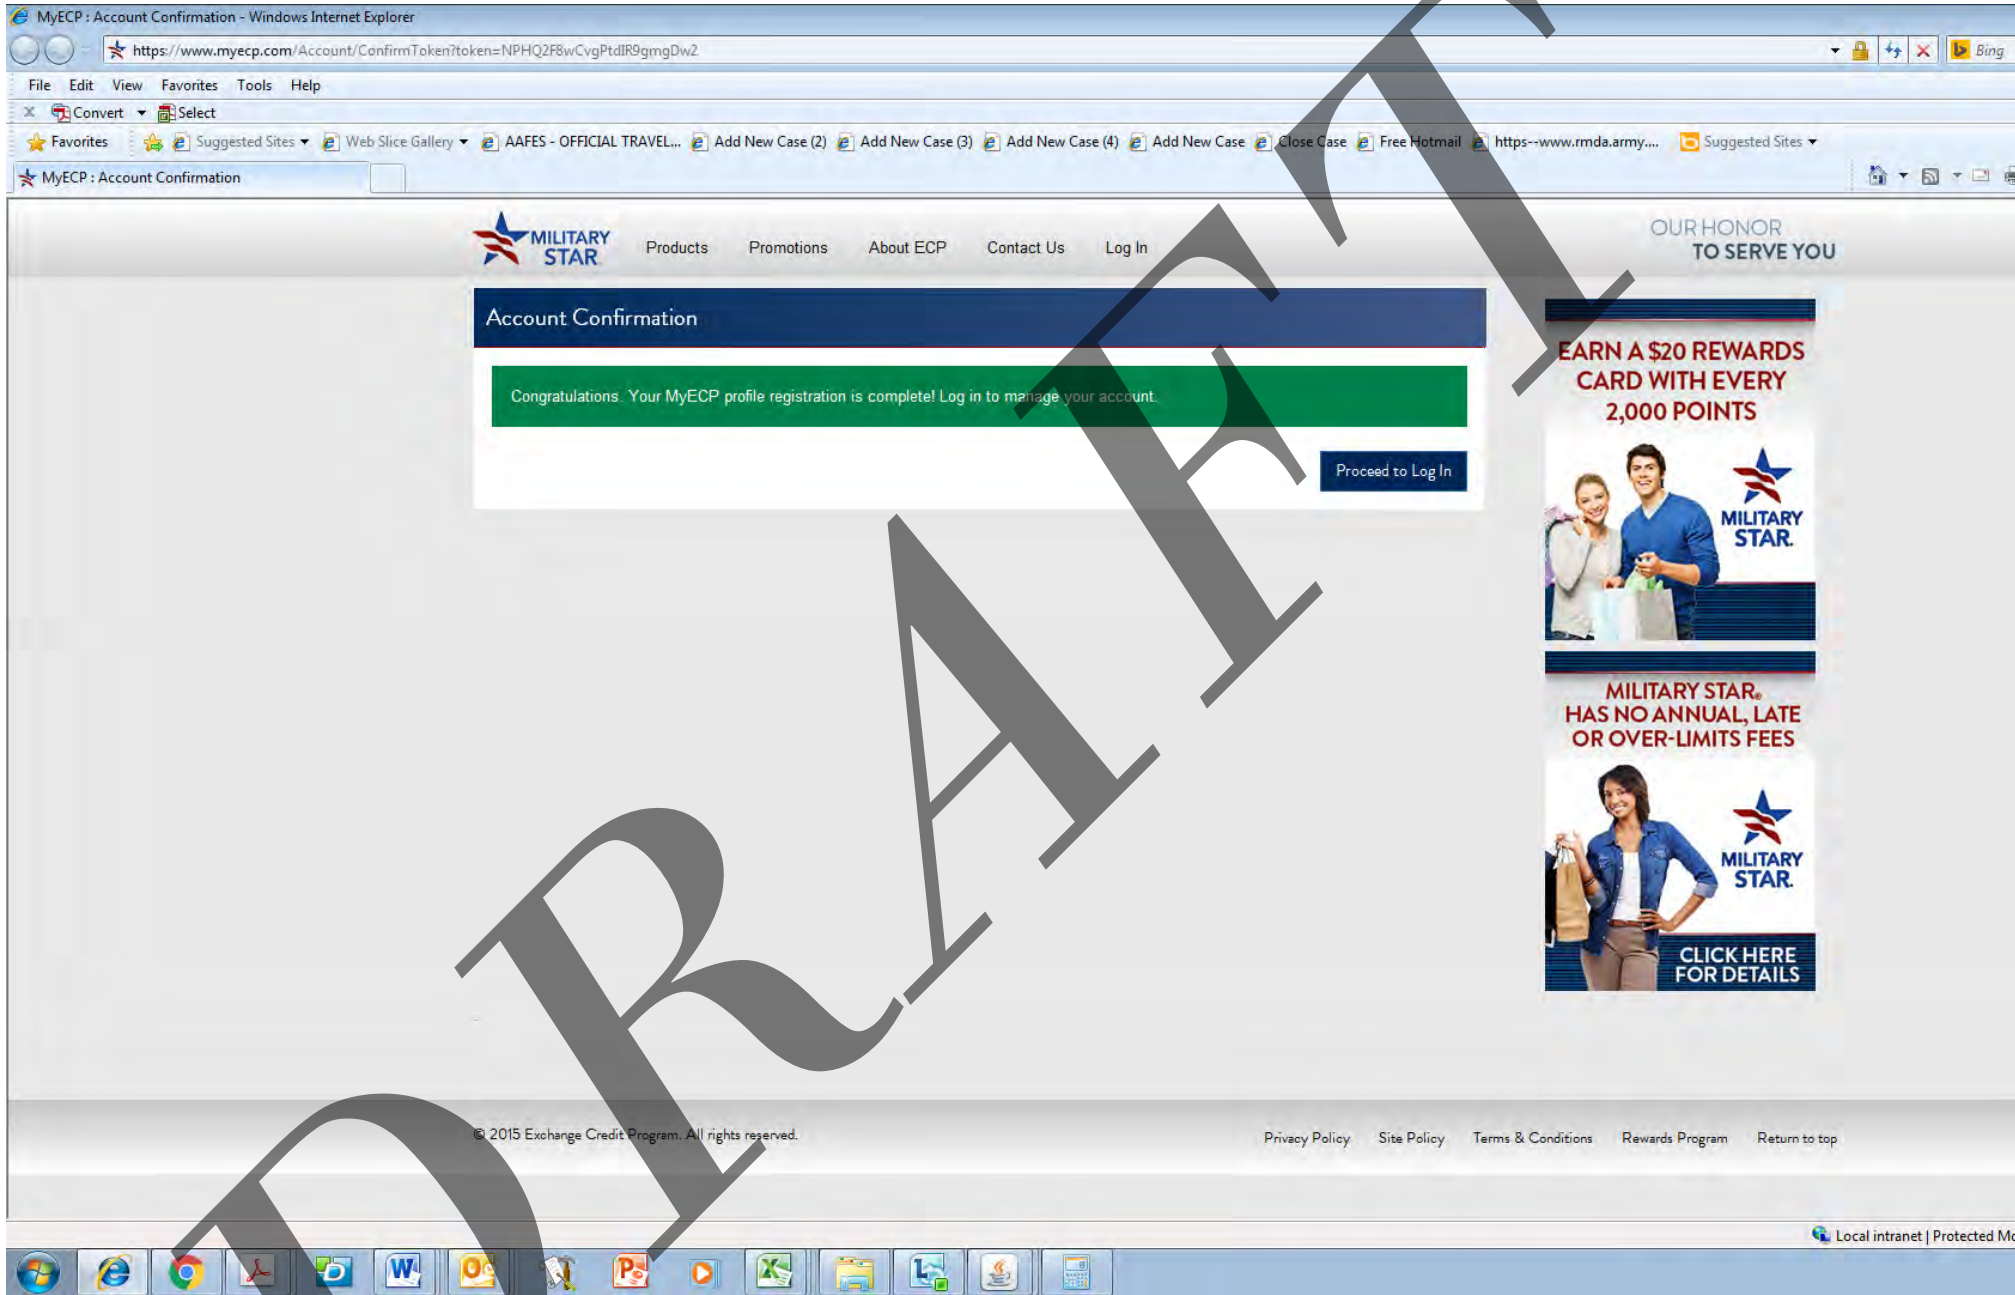 MyECP : Account Confirmation - Windows Internet Explorer
https://www.myecp.com/Account/ConfirmToken?token=NPHQ2F8wCvgPtdIR9gmgDw2
Bing
File Edit View Favorites Tools Help
Convert Select
Favorites Suggested Sites Web Slice Gallery AAFES - OFFICIAL TRAVEL... Add New Case (2) Add New Case (3) Add New Case (4) Add New Case Close Case Free Hotmail https--www.rmda.army.... Suggested Sites
MyECP : Account Confirmation
MILITARY
STAR
Products Promotions About ECP Contact Us Log In
OUR HONOR
TO SERVE YOU
Account Confirmation
Congratulations. Your MyECP profile registration is complete! Log in to manage your account.
Proceed to Log In
EARN A $20 REWARDS
CARD WITH EVERY
2,000 POINTS
MILITARY
STAR.
MILITARY STAR®
HAS NO ANNUAL, LATE
OR OVER-LIMITS FEES
MILITARY
STAR.
CLICK HERE
FOR DETAILS
© 2015 Exchange Credit Program. All rights reserved.
Privacy Policy Site Policy Terms & Conditions Rewards Program Return to top
Local intranet | Protected Mo
DRAFT